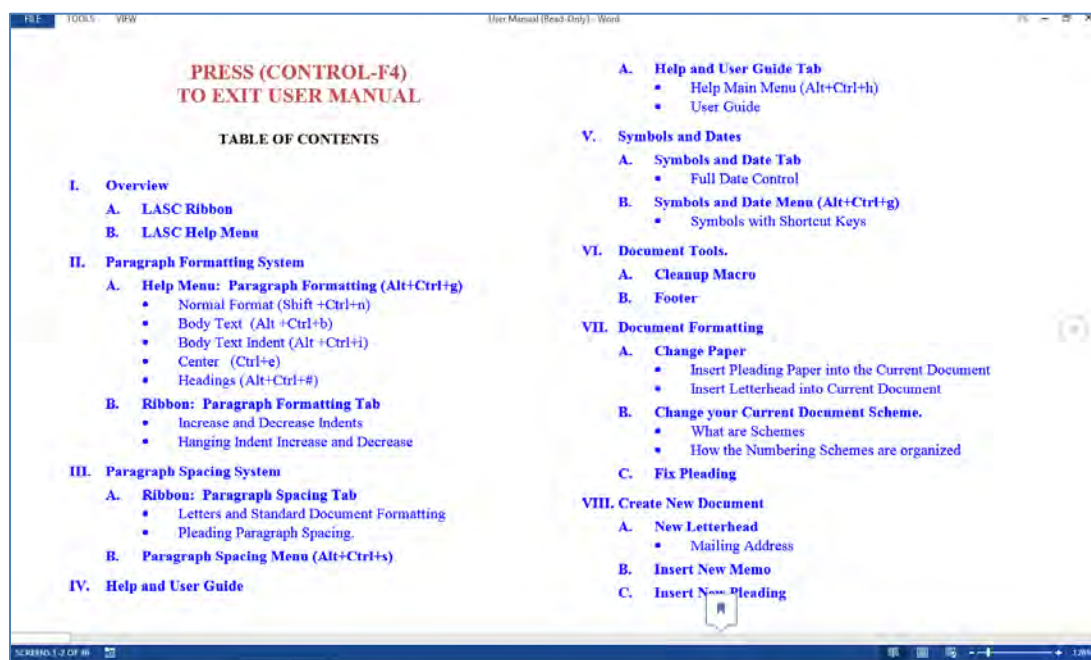 FILE TOOLS VIEW
User Manual (Read-Only) - Word
PRESS (CONTROL-F4)
TO EXIT USER MANUAL
TABLE OF CONTENTS
I. Overview
A. LASC Ribbon
B. LASC Help Menu
II. Paragraph Formatting System
A. Help Menu: Paragraph Formatting (Alt+Ctrl+g)
• Normal Format (Shift +Ctrl+n)
• Body Text (Alt +Ctrl+b)
• Body Text Indent (Alt +Ctrl+i)
• Center (Ctrl+e)
• Headings (Alt+Ctrl+#)
B. Ribbon: Paragraph Formatting Tab
• Increase and Decrease Indents
• Hanging Indent Increase and Decrease
III. Paragraph Spacing System
A. Ribbon: Paragraph Spacing Tab
• Letters and Standard Document Formatting
• Pleading Paragraph Spacing.
B. Paragraph Spacing Menu (Alt+Ctrl+s)
IV. Help and User Guide
A. Help and User Guide Tab
• Help Main Menu (Alt+Ctrl+h)
• User Guide
V. Symbols and Dates
A. Symbols and Date Tab
• Full Date Control
B. Symbols and Date Menu (Alt+Ctrl+g)
• Symbols with Shortcut Keys
VI. Document Tools.
A. Cleanup Macro
B. Footer
VII. Document Formatting
A. Change Paper
• Insert Pleading Paper into the Current Document
• Insert Letterhead into Current Document
B. Change your Current Document Scheme.
• What are Schemes
• How the Numbering Schemes are organized
C. Fix Pleading
VIII. Create New Document
A. New Letterhead
• Mailing Address
B. Insert New Memo
C. Insert New Pleading
SCREENS 1-2 OF